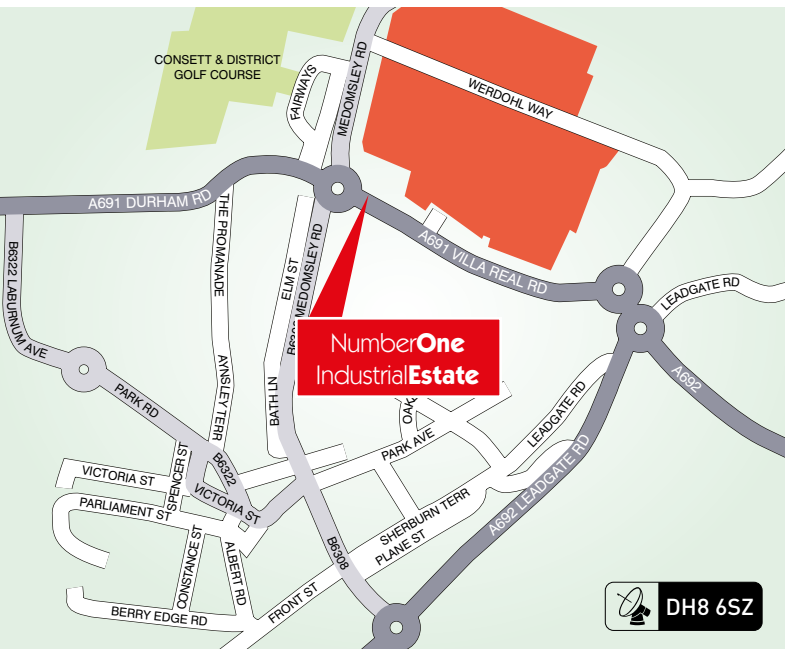 CONSETT & DISTRICT
GOLF COURSE
FAIRWAYS
MEDOMSLEY RD
WERDOHL WAY
A691 DURHAM RD
THE PROMANADE
ELM ST
MEDOMSLEY RD
A691 VILLA REAL RD
LEADGATE RD
B6322 LABURNUM AVE
NumberOne
IndustrialEstate
A692
PARK RD
AYNSLEY TERR
BATH LN
PARK AVE
LEADGATE RD
A692 LEADGATE RD
SPENCER ST
B6322
VICTORIA ST
VICTORIA ST
PARLIAMENT ST
SHERBURN TERR
PLANE ST
CONSTANCE ST
ALBERT RD
B6308
FRONT ST
BERRY EDGE RD
DH8 6SZ